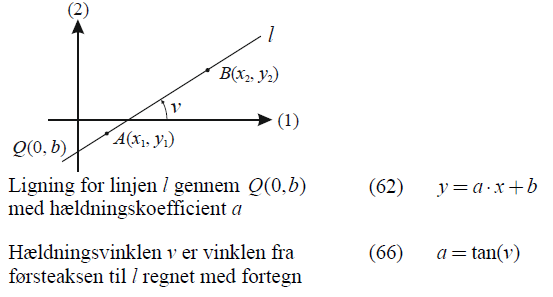 (2)
l
B(x₂, y₂)
v
(1)
A(x₁, y₁)
Q(0, b)
Ligning for linjen l gennem Q(0,b) (62) y = a · x + b
med hældningskoefficient a
Hældningsvinklen v er vinklen fra (66) a = tan(v)
førsteaksen til l regnet med fortegn